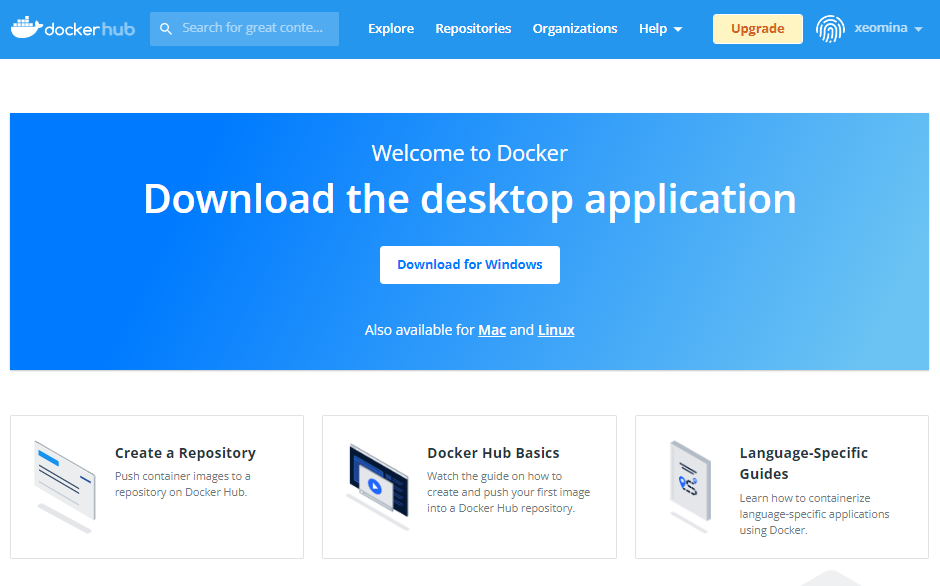 dockerhub
Search for great conte...
Explore
Repositories
Organizations
Help
Upgrade
xeomina
Welcome to Docker
Download the desktop application
Download for Windows
Also available for Mac and Linux
Create a Repository
Push container images to a
repository on Docker Hub.
Docker Hub Basics
Watch the guide on how to
create and push your first image
into a Docker Hub repository.
Language-Specific
Guides
Learn how to containerize
language-specific applications
using Docker.